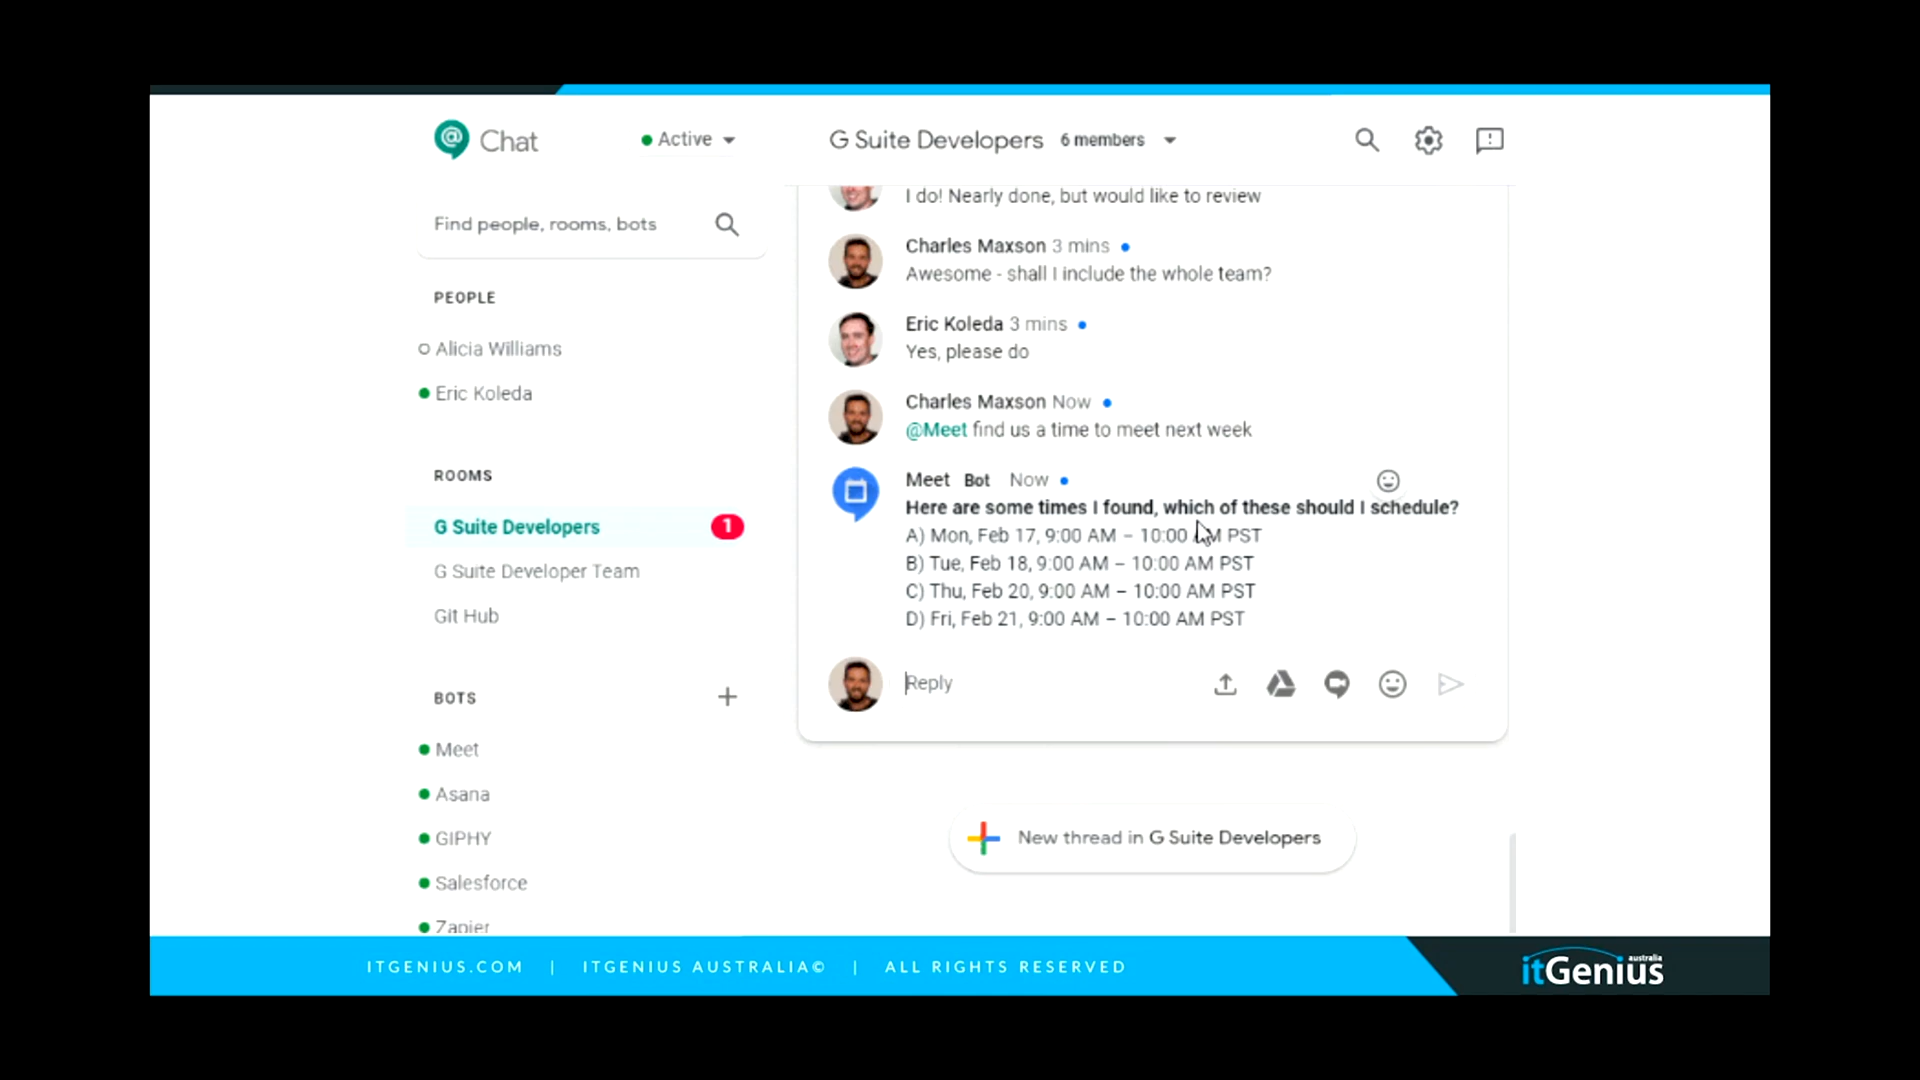 Chat
Active
G Suite Developers 6 members
Find people, rooms, bots
PEOPLE
Alicia Williams
Eric Koleda
ROOMS
G Suite Developers 1
G Suite Developer Team
Git Hub
BOTS
Meet
Asana
GIPHY
Salesforce
Zapier
I do! Nearly done, but would like to review
Charles Maxson 3 mins
Awesome - shall I include the whole team?
Eric Koleda 3 mins
Yes, please do
Charles Maxson Now
@Meet find us a time to meet next week
Meet Bot Now
Here are some times I found, which of these should I schedule?
A) Mon, Feb 17, 9:00 AM – 10:00 AM PST
B) Tue, Feb 18, 9:00 AM – 10:00 AM PST
C) Thu, Feb 20, 9:00 AM – 10:00 AM PST
D) Fri, Feb 21, 9:00 AM – 10:00 AM PST
Reply
New thread in G Suite Developers
ITGENIUS.COM | ITGENIUS AUSTRALIA© | ALL RIGHTS RESERVED
itGenius australia